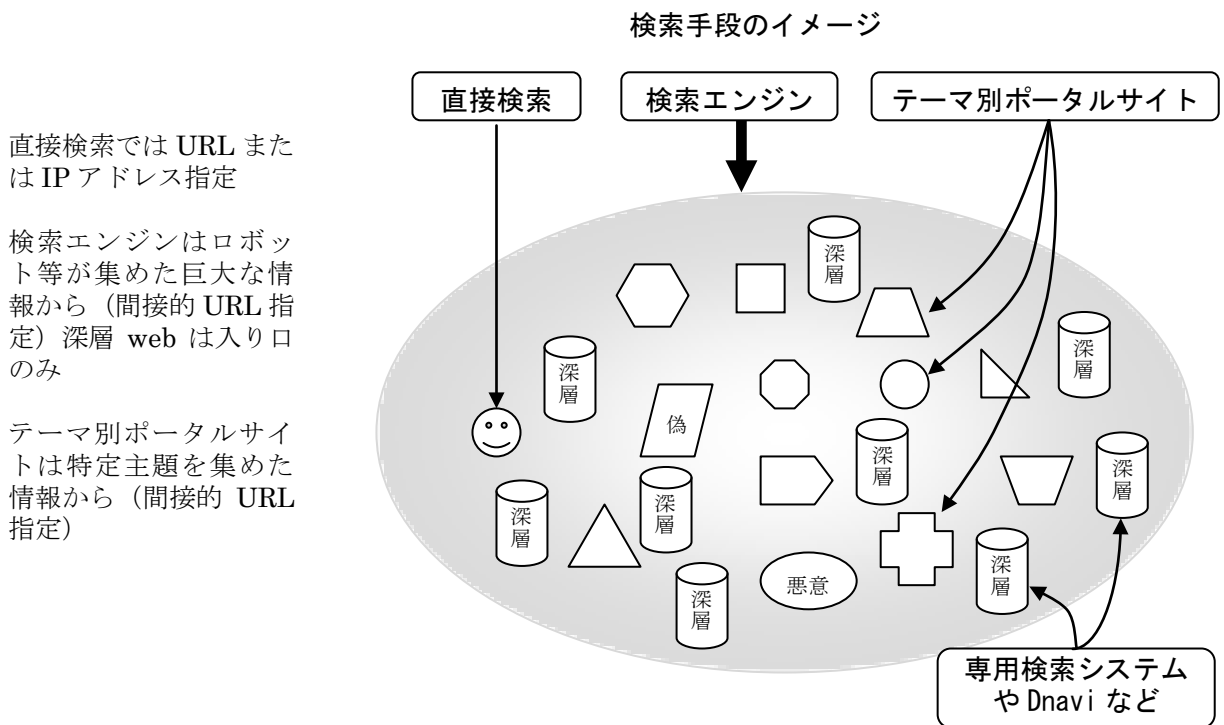 検索手段のイメージ
直接検索
検索エンジン
テーマ別ポータルサイト
直接検索では URL また
は IP アドレス指定
検索エンジンはロボッ
ト等が集めた巨大な情
報から（間接的 URL 指
定）深層 web は入り口
のみ
テーマ別ポータルサイ
トは特定主題を集めた
情報から（間接的 URL
指定）
深
層
深
層
深
層
偽
深
層
深
層
深
層
深
層
深
層
悪意
深
層
専用検索システム
や Dnavi など